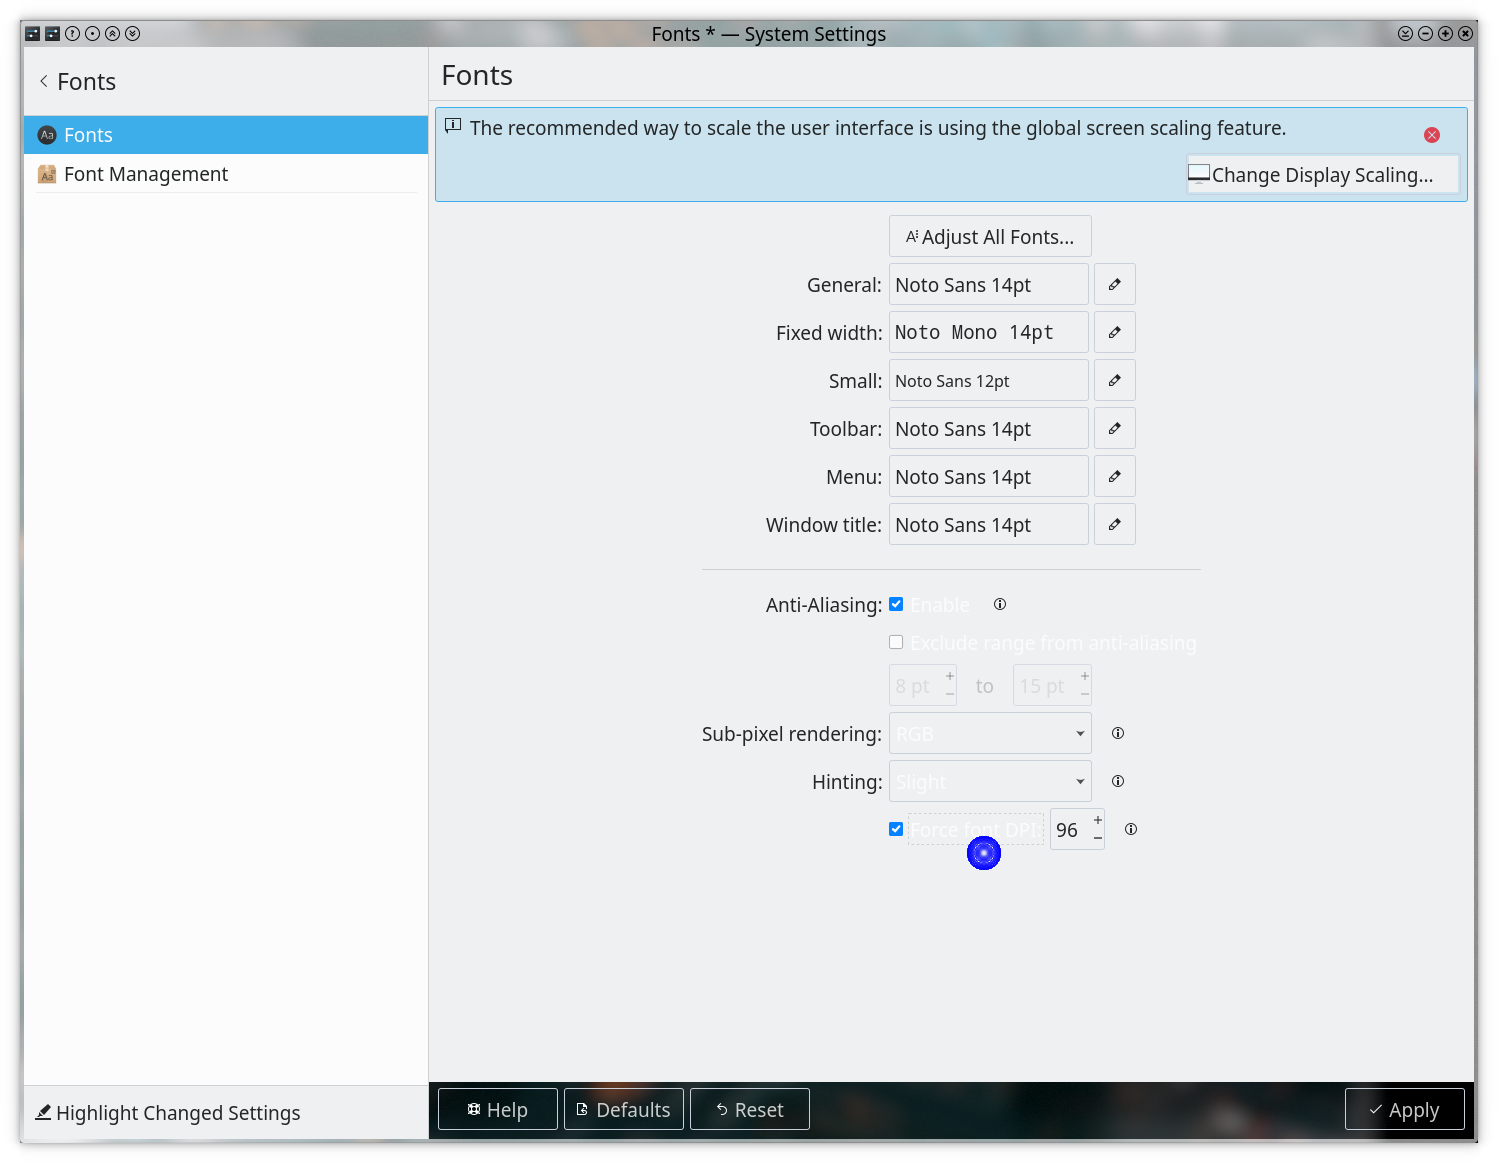 Fonts * — System Settings
Fonts
Fonts
Font Management
Highlight Changed Settings
Fonts
The recommended way to scale the user interface is using the global screen scaling feature.
Change Display Scaling...
Adjust All Fonts...
General: Noto Sans 14pt
Fixed width: Noto Mono 14pt
Small: Noto Sans 12pt
Toolbar: Noto Sans 14pt
Menu: Noto Sans 14pt
Window title: Noto Sans 14pt
Anti-Aliasing: Enable
Exclude range from anti-aliasing
8 pt to 15 pt
Sub-pixel rendering: RGB
Hinting: Slight
Force font DPI: 96
Help Defaults Reset Apply